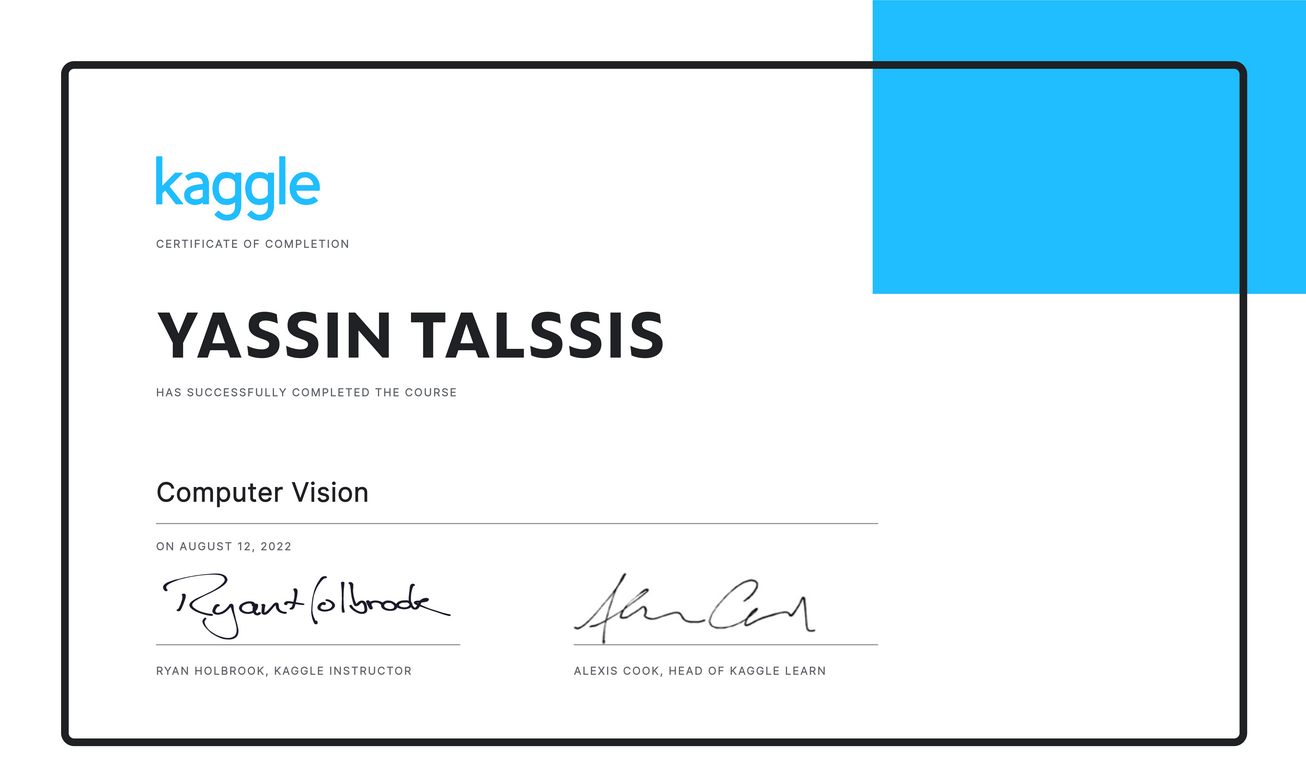 kaggle
CERTIFICATE OF COMPLETION
YASSIN TALSSIS
HAS SUCCESSFULLY COMPLETED THE COURSE
Computer Vision
ON AUGUST 12, 2022
Ryan Holbrook Alexis Cook
RYAN HOLBROOK, KAGGLE INSTRUCTOR ALEXIS COOK, HEAD OF KAGGLE LEARN